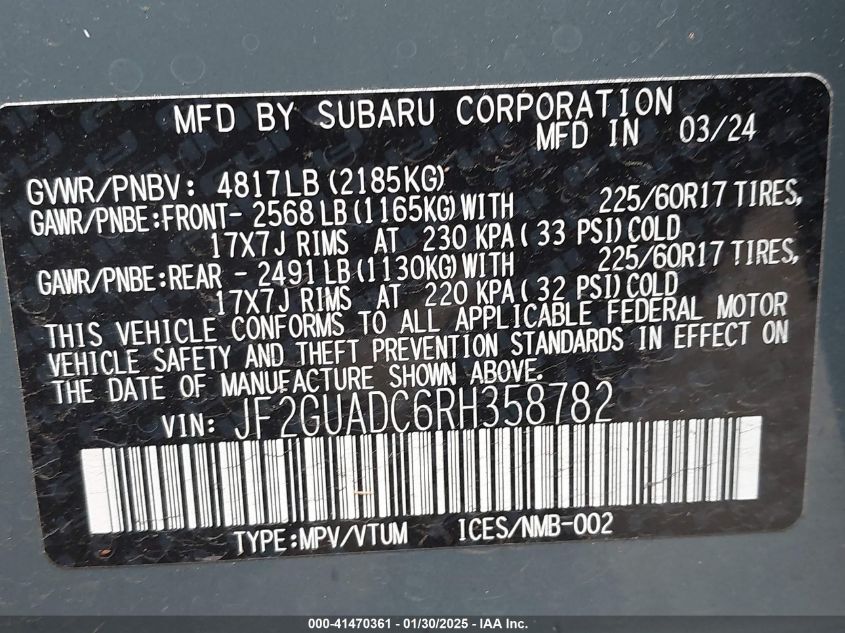 MFD BY SUBARU CORPORATION
MFD IN 03/24
GVWR/PNBV: 4817LB (2185KG)
GAWR/PNBE:FRONT- 2568 LB (1165KG)WITH 225/60R17 TIRES,
17X7J RIMS AT 230 KPA( 33 PSI)COLD
GAWR/PNBE:REAR - 2491 LB (1130KG)WITH 225/60R17 TIRES,
17X7J RIMS AT 220 KPA( 32 PSI)COLD
THIS VEHICLE CONFORMS TO ALL APPLICABLE FEDERAL MOTOR
VEHICLE SAFETY AND THEFT PREVENTION STANDARDS IN EFFECT ON
THE DATE OF MANUFACTURE SHOWN ABOVE.
VIN: JF2GUADC6RH358782
TYPE:MPV/VTUM ICES/NMB-002
000-41470361 - 01/30/2025 - IAA Inc.